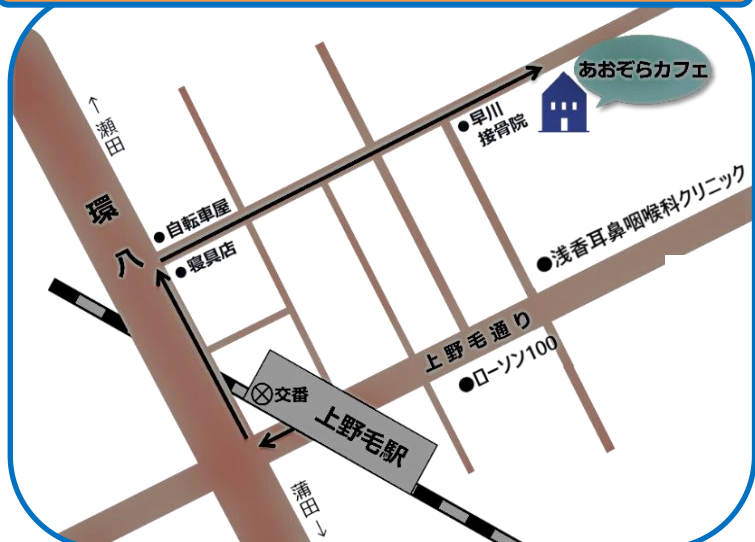 あおぞらカフェ
早川
接骨院
↑瀬田
環八
自転車屋
寝具店
浅香耳鼻咽喉科クリニック
上野毛通り
ローソン100
交番
上野毛駅
蒲田↓